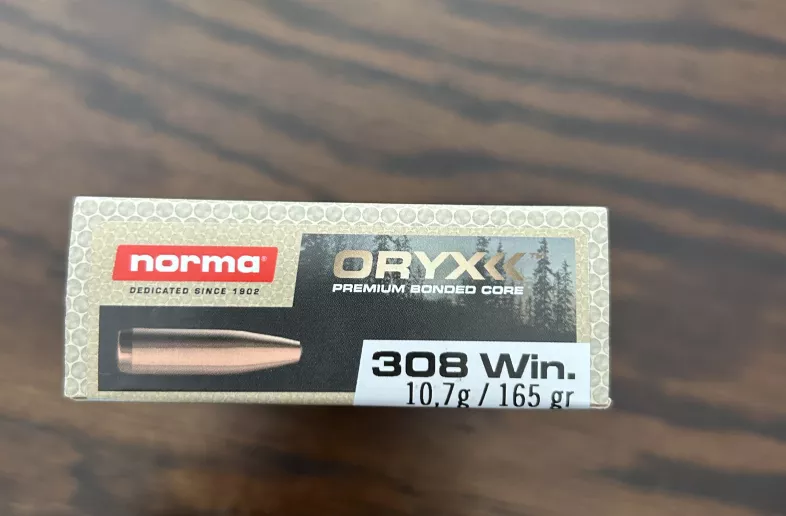 norma®
DEDICATED SINCE 1902
ORYX
PREMIUM BONDED CORE
308 Win.
10,7g / 165 gr